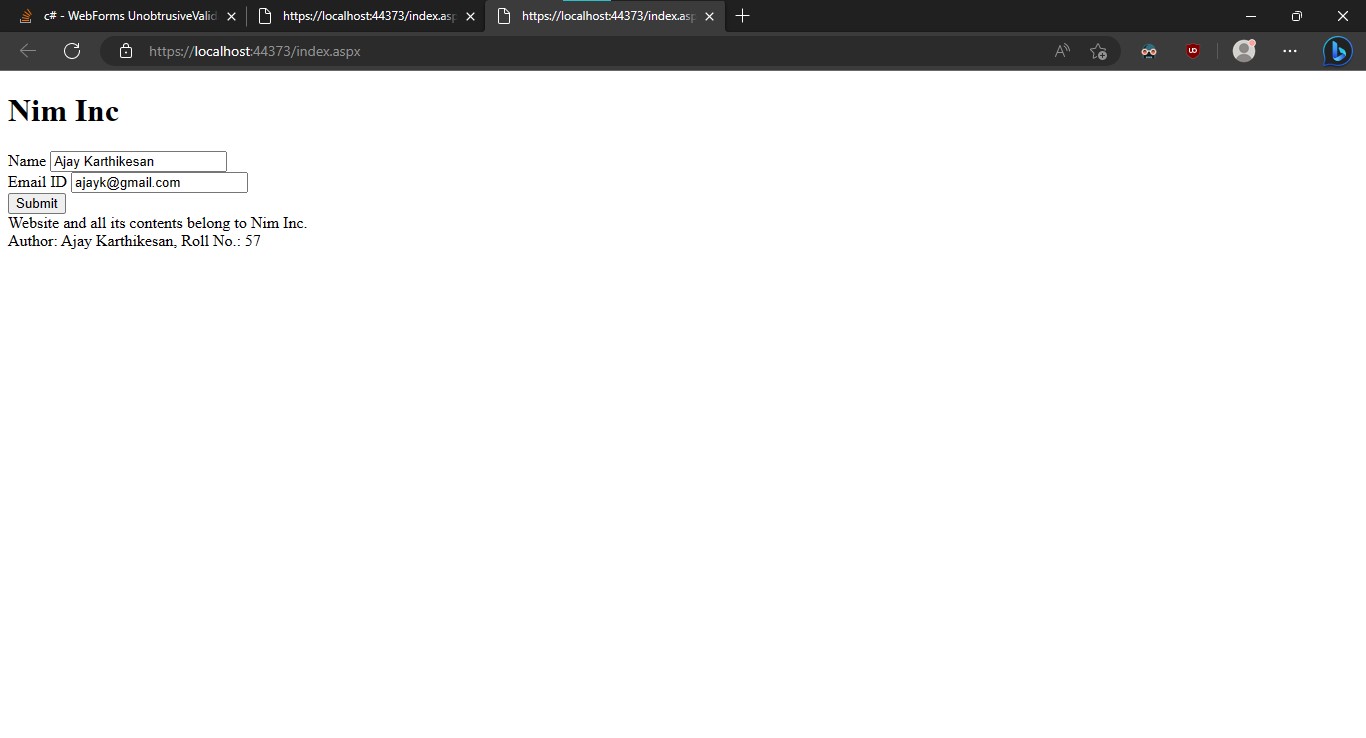 c# - WebForms UnobtrusiveValid
https://localhost:44373/index.asp
https://localhost:44373/index.asp
https://localhost:44373/index.aspx
Nim Inc
Name Ajay Karthikesan
Email ID ajayk@gmail.com
Submit
Website and all its contents belong to Nim Inc.
Author: Ajay Karthikesan, Roll No.: 57